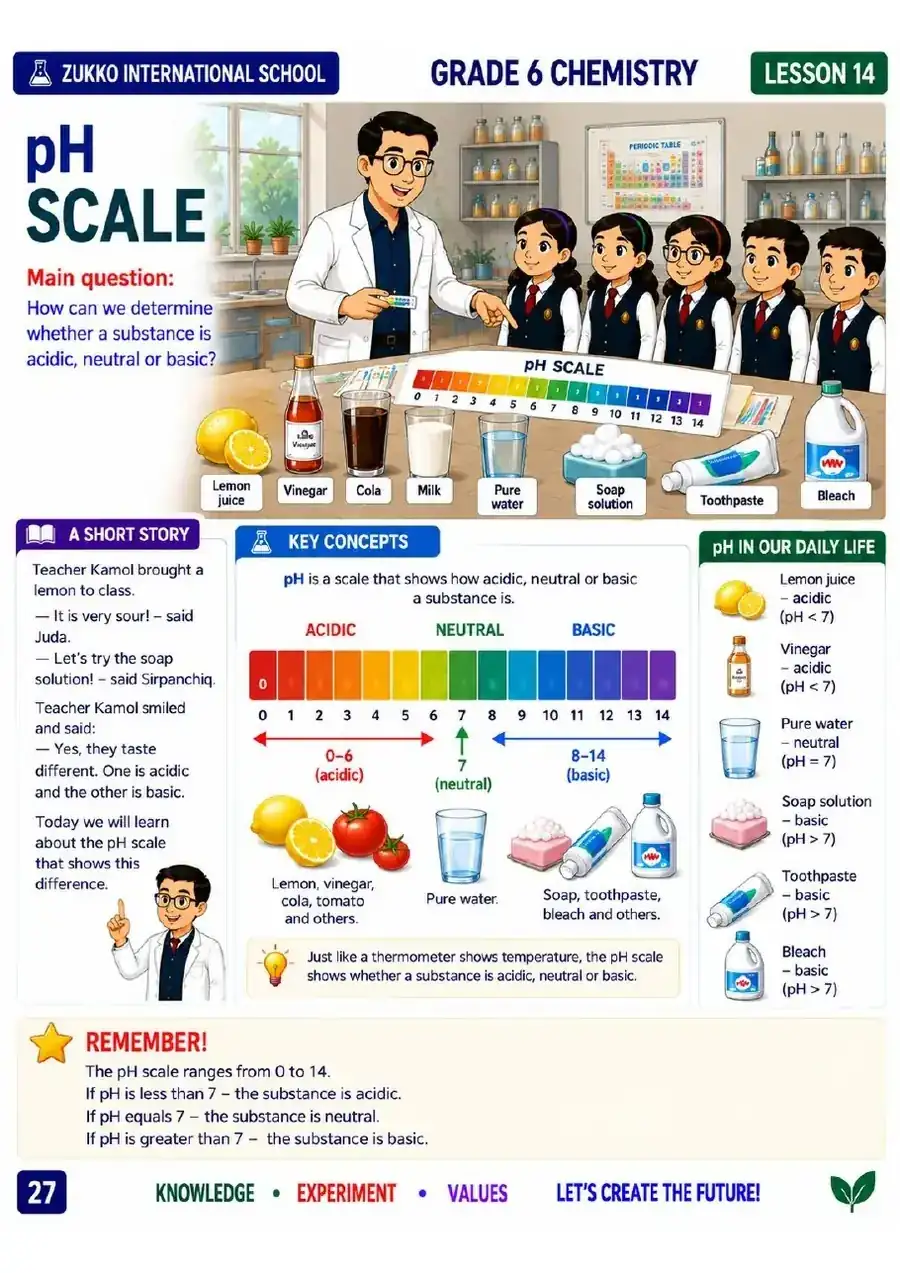 ZUKKO INTERNATIONAL SCHOOL
GRADE 6 CHEMISTRY
LESSON 14
pH
SCALE
Main question:
How can we determine
whether a substance is
acidic, neutral or basic?
PERIODIC TABLE
pH SCALE
0 1 2 3 4 5 6 7 8 9 10 11 12 13 14
Lemon
juice
Vinegar
Cola
Milk
Pure
water
Soap
solution
Toothpaste
Bleach
A SHORT STORY
Teacher Kamol brought a
lemon to class.
— It is very sour! – said
Juda.
— Let's try the soap
solution! – said Sirpanchiq.
Teacher Kamol smiled
and said:
— Yes, they taste
different. One is acidic
and the other is basic.
Today we will learn
about the pH scale
that shows this
difference.
KEY CONCEPTS
pH is a scale that shows how acidic, neutral or basic
a substance is.
ACIDIC
NEUTRAL
BASIC
0
0 1 2 3 4 5 6 7 8 9 10 11 12 13 14
0–6
(acidic)
7
(neutral)
8–14
(basic)
Lemon, vinegar,
cola, tomato
and others.
Pure water.
Soap, toothpaste,
bleach and others.
Just like a thermometer shows temperature, the pH scale
shows whether a substance is acidic, neutral or basic.
pH IN OUR DAILY LIFE
Lemon juice
– acidic
(pH < 7)
Vinegar
– acidic
(pH < 7)
Pure water
– neutral
(pH = 7)
Soap solution
– basic
(pH > 7)
Toothpaste
– basic
(pH > 7)
Bleach
– basic
(pH > 7)
REMEMBER!
The pH scale ranges from 0 to 14.
If pH is less than 7 – the substance is acidic.
If pH equals 7 – the substance is neutral.
If pH is greater than 7 – the substance is basic.
27
KNOWLEDGE • EXPERIMENT • VALUES
LET'S CREATE THE FUTURE!